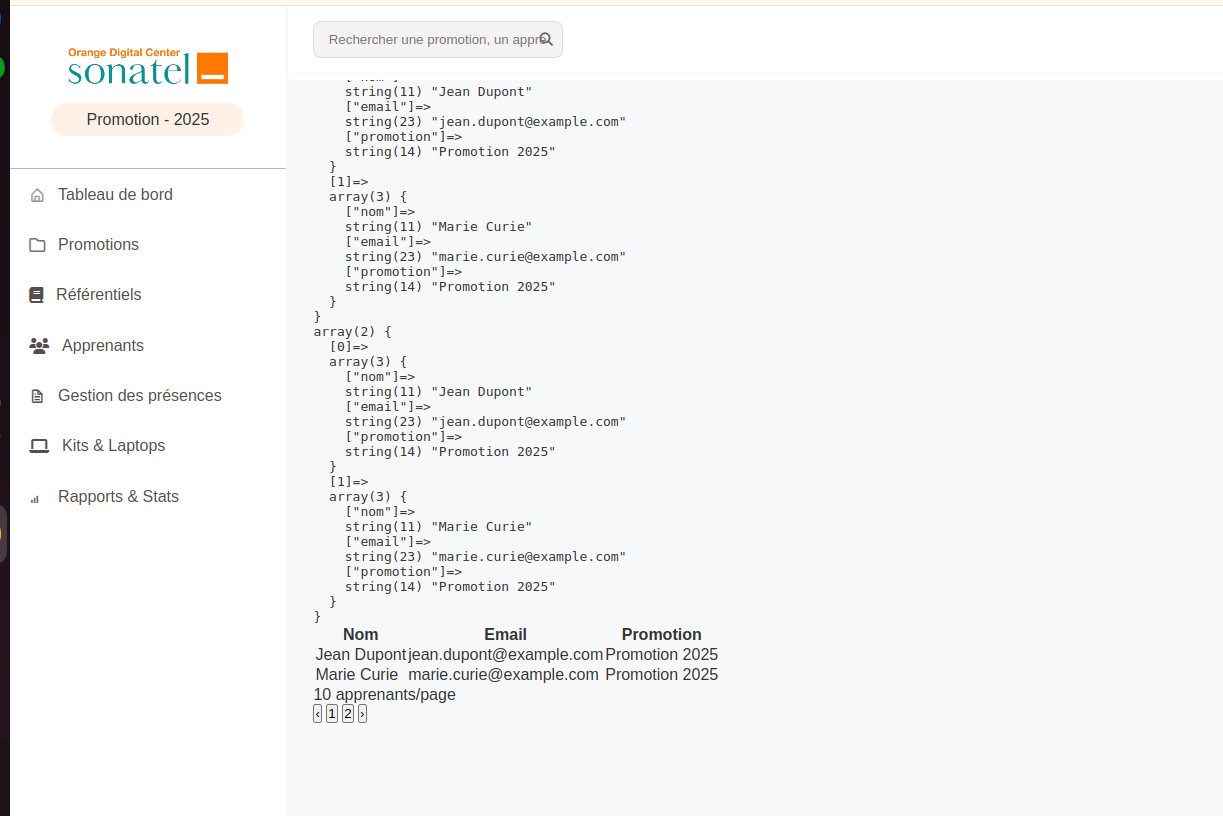 Orange Digital Center
sonatel
Promotion - 2025
Tableau de bord
Promotions
Référentiels
Apprenants
Gestion des présences
Kits & Laptops
Rapports & Stats
Rechercher une promotion, un appre
string(11) "Jean Dupont"
["email"]=>
string(23) "jean.dupont@example.com"
["promotion"]=>
string(14) "Promotion 2025"
}
[1]=>
array(3) {
["nom"]=>
string(11) "Marie Curie"
["email"]=>
string(23) "marie.curie@example.com"
["promotion"]=>
string(14) "Promotion 2025"
}
}
array(2) {
[0]=>
array(3) {
["nom"]=>
string(11) "Jean Dupont"
["email"]=>
string(23) "jean.dupont@example.com"
["promotion"]=>
string(14) "Promotion 2025"
}
[1]=>
array(3) {
["nom"]=>
string(11) "Marie Curie"
["email"]=>
string(23) "marie.curie@example.com"
["promotion"]=>
string(14) "Promotion 2025"
}
}
Nom Email Promotion
Jean Dupont jean.dupont@example.com Promotion 2025
Marie Curie marie.curie@example.com Promotion 2025
10 apprenants/page
‹ 1 2 ›